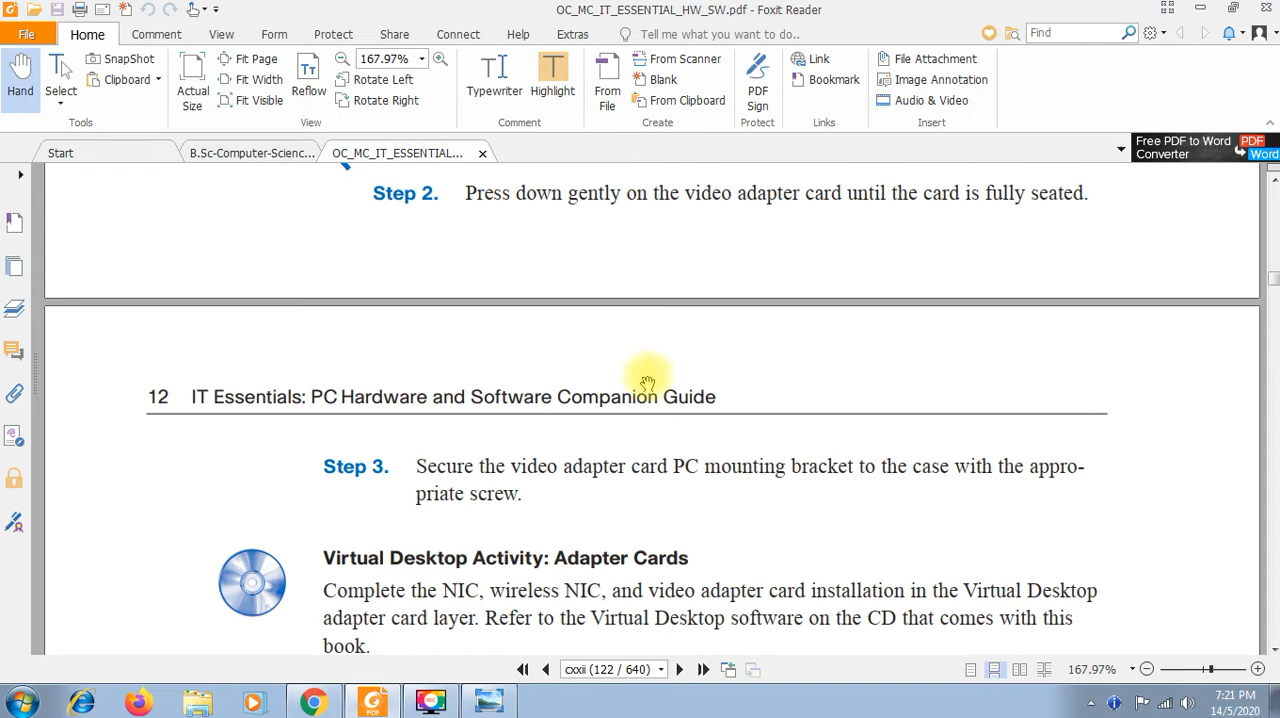 OC_MC_IT_ESSENTIAL_HW_SW.pdf - Foxit Reader
File Home Comment View Form Protect Share Connect Help Extras Tell me what you want to do.. Find
Hand
Select
SnapShot
Clipboard
Tools
Actual
Size
Fit Page
Fit Width
Fit Visible
Reflow
167.97%
Rotate Left
Rotate Right
View
Typewriter
Highlight
Comment
From
File
From Scanner
Blank
From Clipboard
Create
PDF
Sign
Protect
Link
Bookmark
Links
File Attachment
Image Annotation
Audio & Video
Insert
Start B.Sc-Computer-Scienc... OC_MC_IT_ESSENTIAL...
Free PDF to Word
Converter
PDF
Word
Step 2. Press down gently on the video adapter card until the card is fully seated.
12 IT Essentials: PC Hardware and Software Companion Guide
Step 3. Secure the video adapter card PC mounting bracket to the case with the appro-
priate screw.
Virtual Desktop Activity: Adapter Cards
Complete the NIC, wireless NIC, and video adapter card installation in the Virtual Desktop
adapter card layer. Refer to the Virtual Desktop software on the CD that comes with this
book.
cxxii (122 / 640) 167.97%
REC
PDF
7:21 PM
14/5/2020